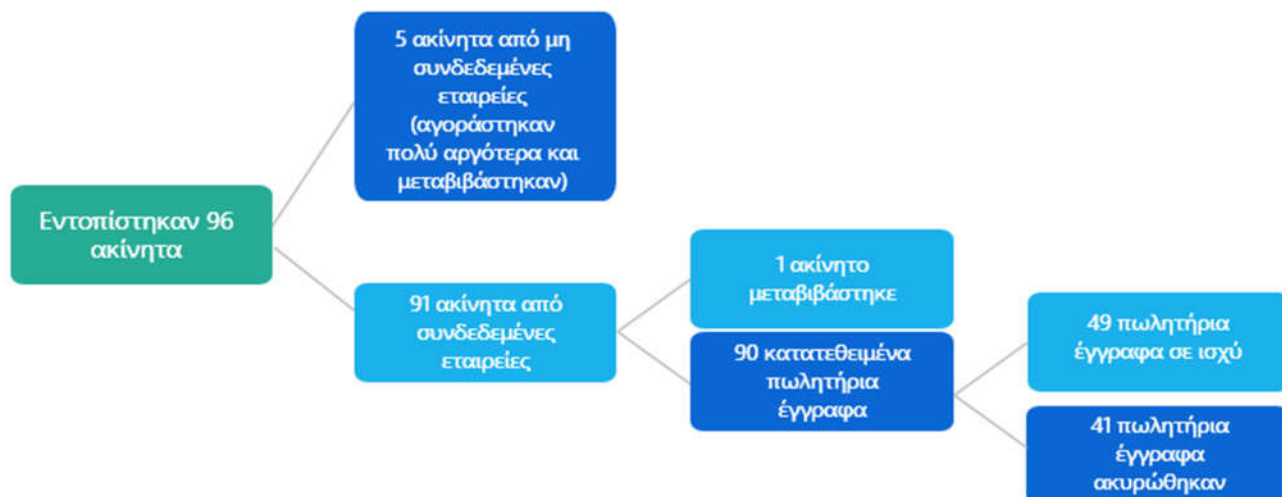 5 ακίνητα από μη
συνδεδεμένες
εταιρείες
(αγοράστηκαν
πολύ αργότερα και
μεταβιβάστηκαν)
Εντοπίστηκαν 96
ακίνητα
91 ακίνητα από
συνδεδεμένες
εταιρείες
1 ακίνητο
μεταβιβάστηκε
90 κατατεθειμένα
πωλητήρια
έγγραφα
49 πωλητήρια
έγγραφα σε ισχύ
41 πωλητήρια
έγγραφα
ακυρώθηκαν